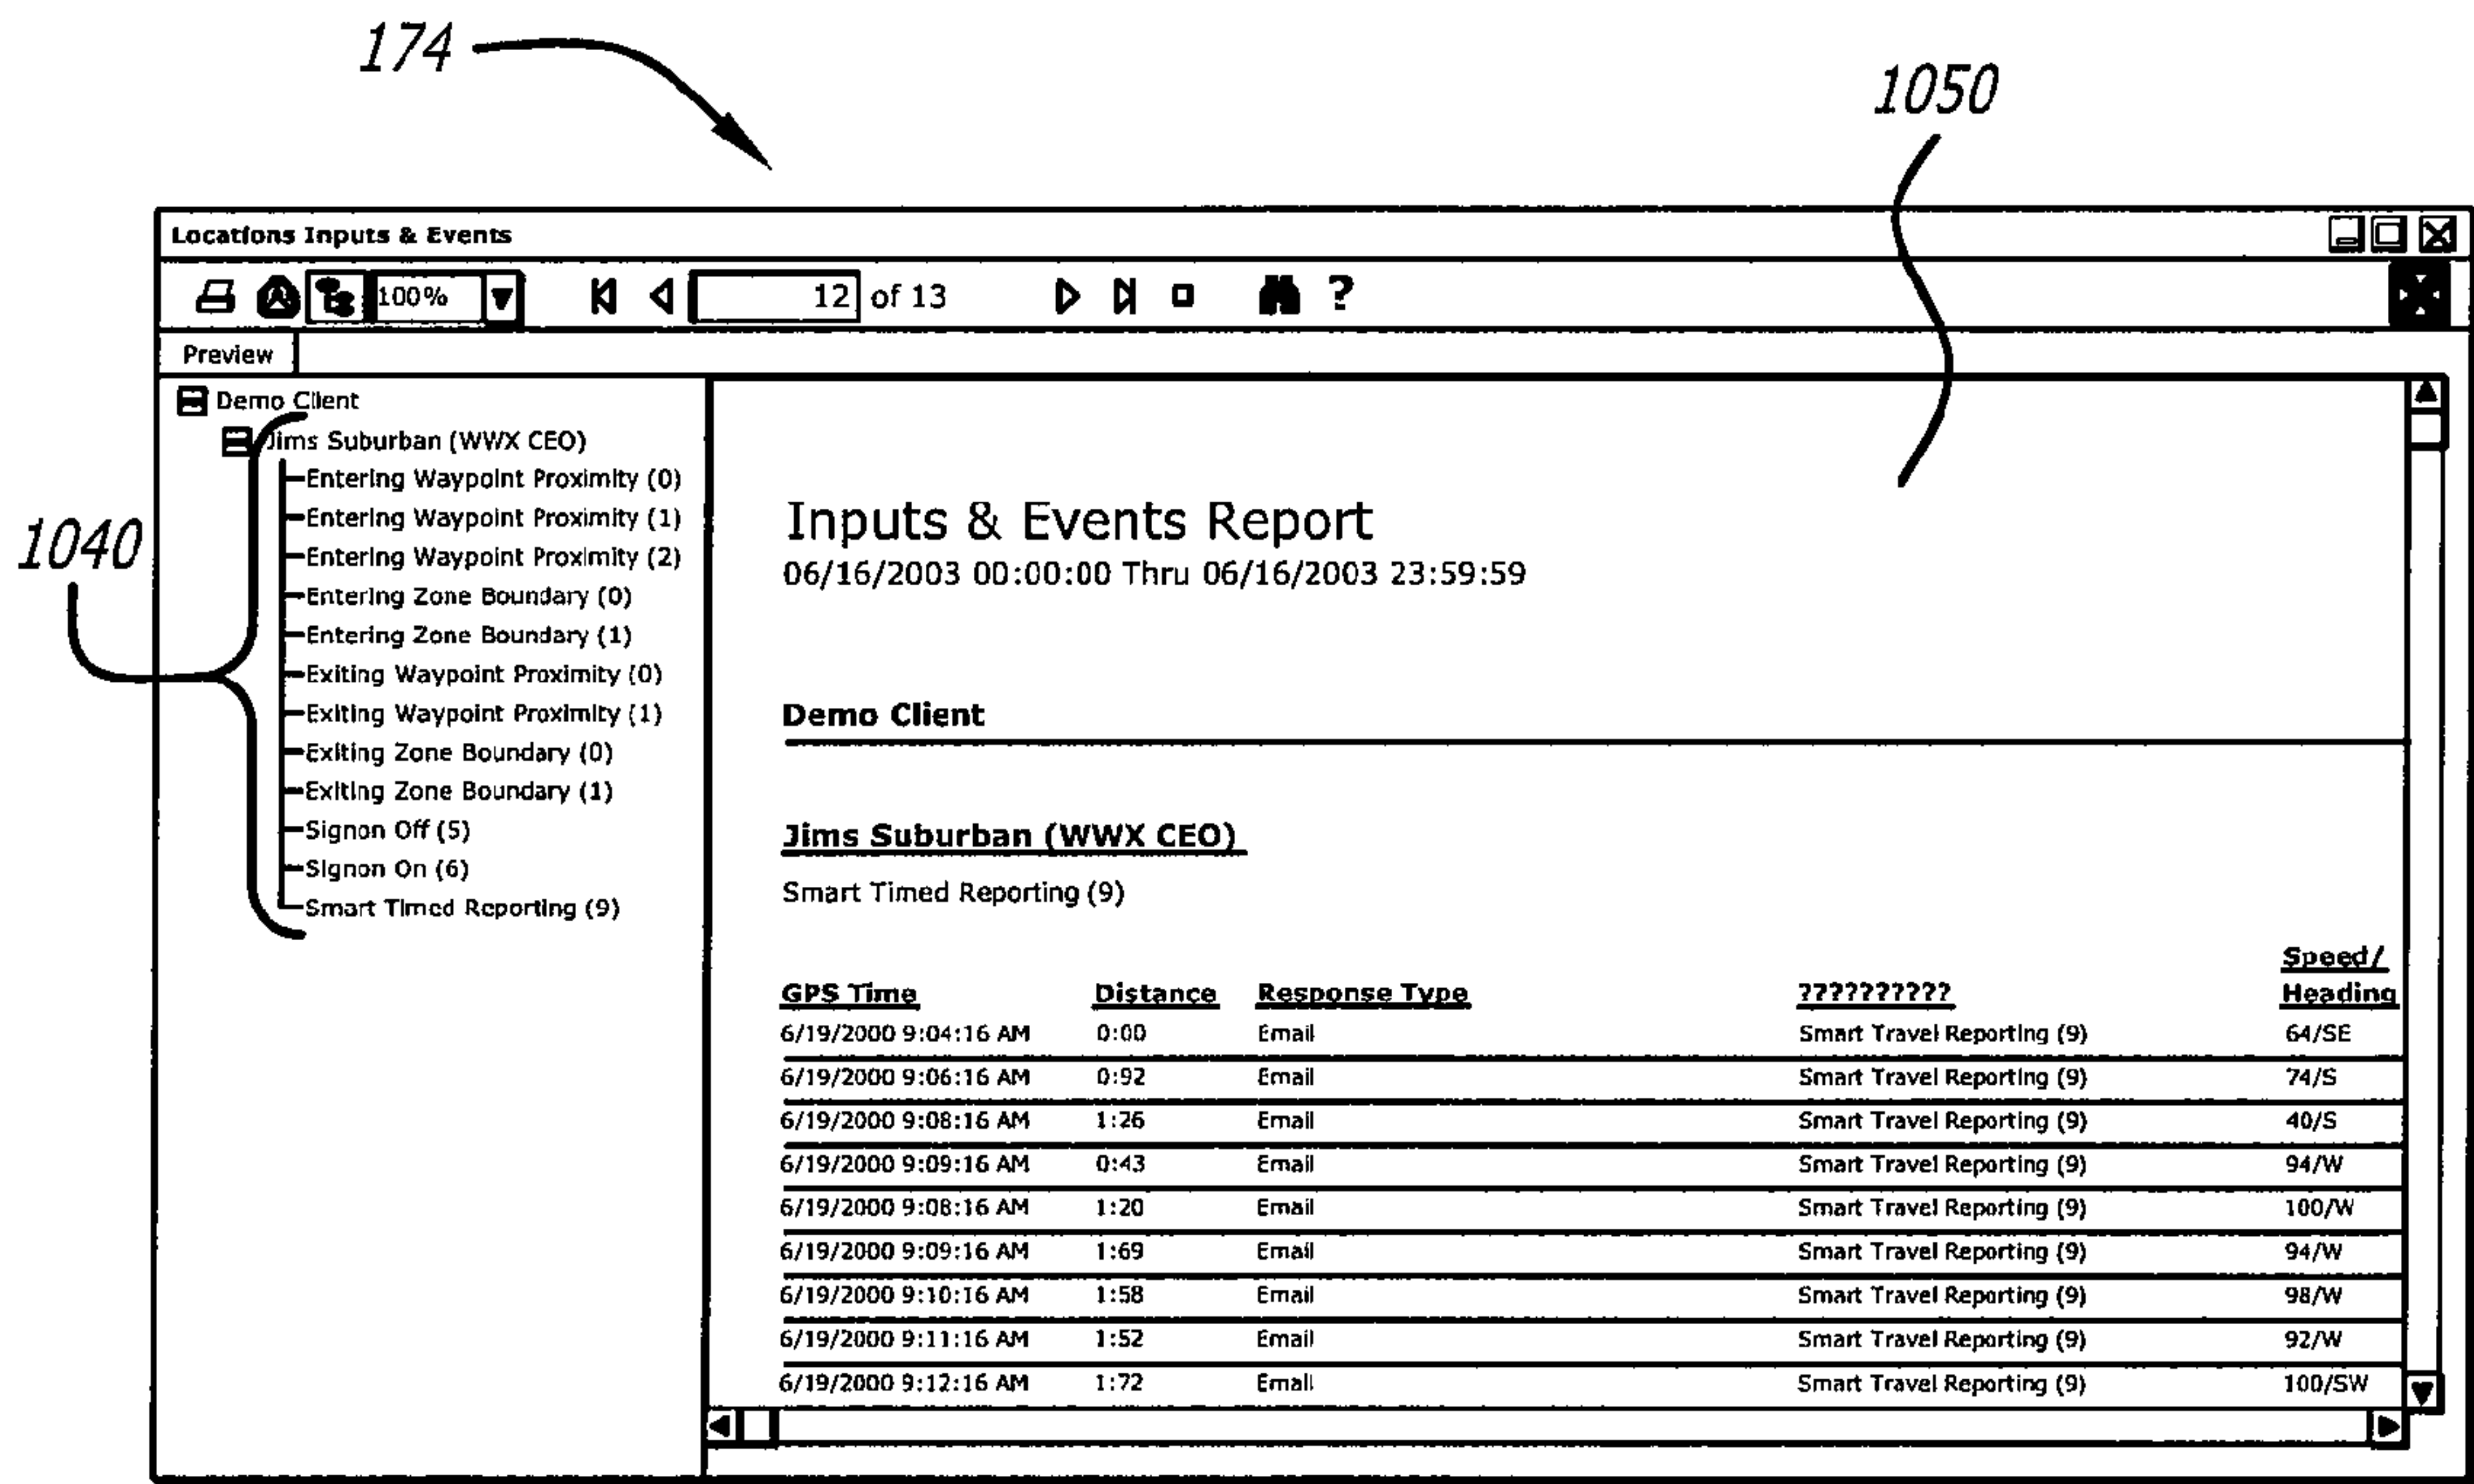 174
1050
Locations Inputs & Events
100%
12 of 13
?
Preview
Demo Client
Jims Suburban (WWX CEO)
Entering Waypoint Proximity (0)
Entering Waypoint Proximity (1)
Entering Waypoint Proximity (2)
Entering Zone Boundary (0)
Entering Zone Boundary (1)
Exiting Waypoint Proximity (0)
Exiting Waypoint Proximity (1)
Exiting Zone Boundary (0)
Exiting Zone Boundary (1)
Signon Off (5)
Signon On (6)
Smart Timed Reporting (9)
1040
Inputs & Events Report
06/16/2003 00:00:00 Thru 06/16/2003 23:59:59
Demo Client
Jims Suburban (WWX CEO)
Smart Timed Reporting (9)
Speed/
GPS Time Distance Response Type ?????????? Heading
6/19/2000 9:04:16 AM 0:00 Email Smart Travel Reporting (9) 64/SE
6/19/2000 9:06:16 AM 0:92 Email Smart Travel Reporting (9) 74/S
6/19/2000 9:08:16 AM 1:26 Email Smart Travel Reporting (9) 40/S
6/19/2000 9:09:16 AM 0:43 Email Smart Travel Reporting (9) 94/W
6/19/2000 9:08:16 AM 1:20 Email Smart Travel Reporting (9) 100/W
6/19/2000 9:09:16 AM 1:69 Email Smart Travel Reporting (9) 94/W
6/19/2000 9:10:16 AM 1:58 Email Smart Travel Reporting (9) 98/W
6/19/2000 9:11:16 AM 1:52 Email Smart Travel Reporting (9) 92/W
6/19/2000 9:12:16 AM 1:72 Email Smart Travel Reporting (9) 100/SW